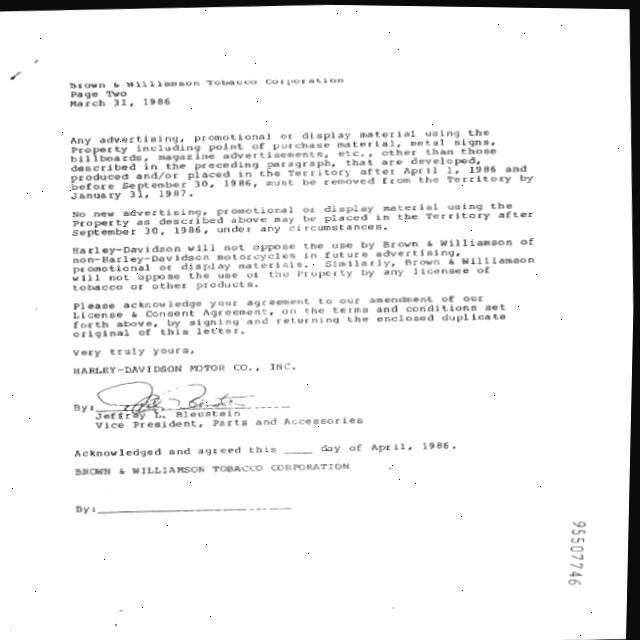 Brown & Williamson Tobacco Corporation
Page Two
March 31, 1986
Any advertising, promotional or display material using the
Property including point of purchase material, metal signs,
billboards, magazine advertisements, etc., other than those
described in the preceding paragraph, that are developed,
produced and/or placed in the Territory after April 1, 1986 and
before September 30, 1986, must be removed from the Territory by
January 31, 1987.
No new advertising, promotional or display material using the
Property as described above may be placed in the Territory after
September 30, 1986, under any circumstances.
Harley-Davidson will not oppose the use by Brown & Williamson of
non-Harley-Davidson motorcycles in future advertising,
promotional or display materials. Similarly, Brown & Williamson
will not oppose the use of the Property by any licensee of
tobacco or other products.
Please acknowledge your agreement to our amendment of our
License & Consent Agreement, on the terms and conditions set
forth above, by signing and returning the enclosed duplicate
original of this letter.
Very truly yours,
HARLEY-DAVIDSON MOTOR CO., INC.
By:
Jeffrey L. Bleustein
Vice President, Parts and Accessories
Acknowledged and agreed this ____ day of April, 1986.
BROWN & WILLIAMSON TOBACCO CORPORATION
By:
95507746